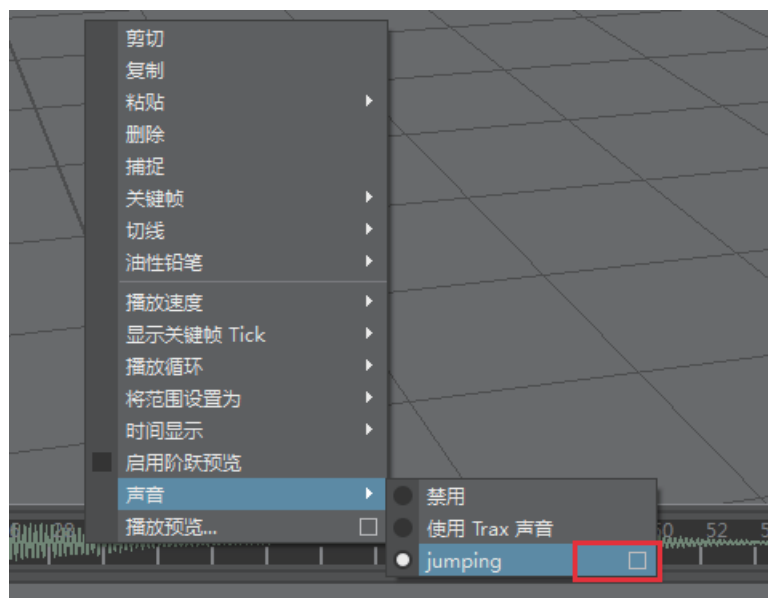 剪切
复制
粘贴
删除
捕捉
关键帧
切线
油性铅笔
播放速度
显示关键帧 Tick
播放循环
将范围设置为
时间显示
启用阶跃预览
声音
播放预览...
禁用
使用 Trax 声音
jumping
52